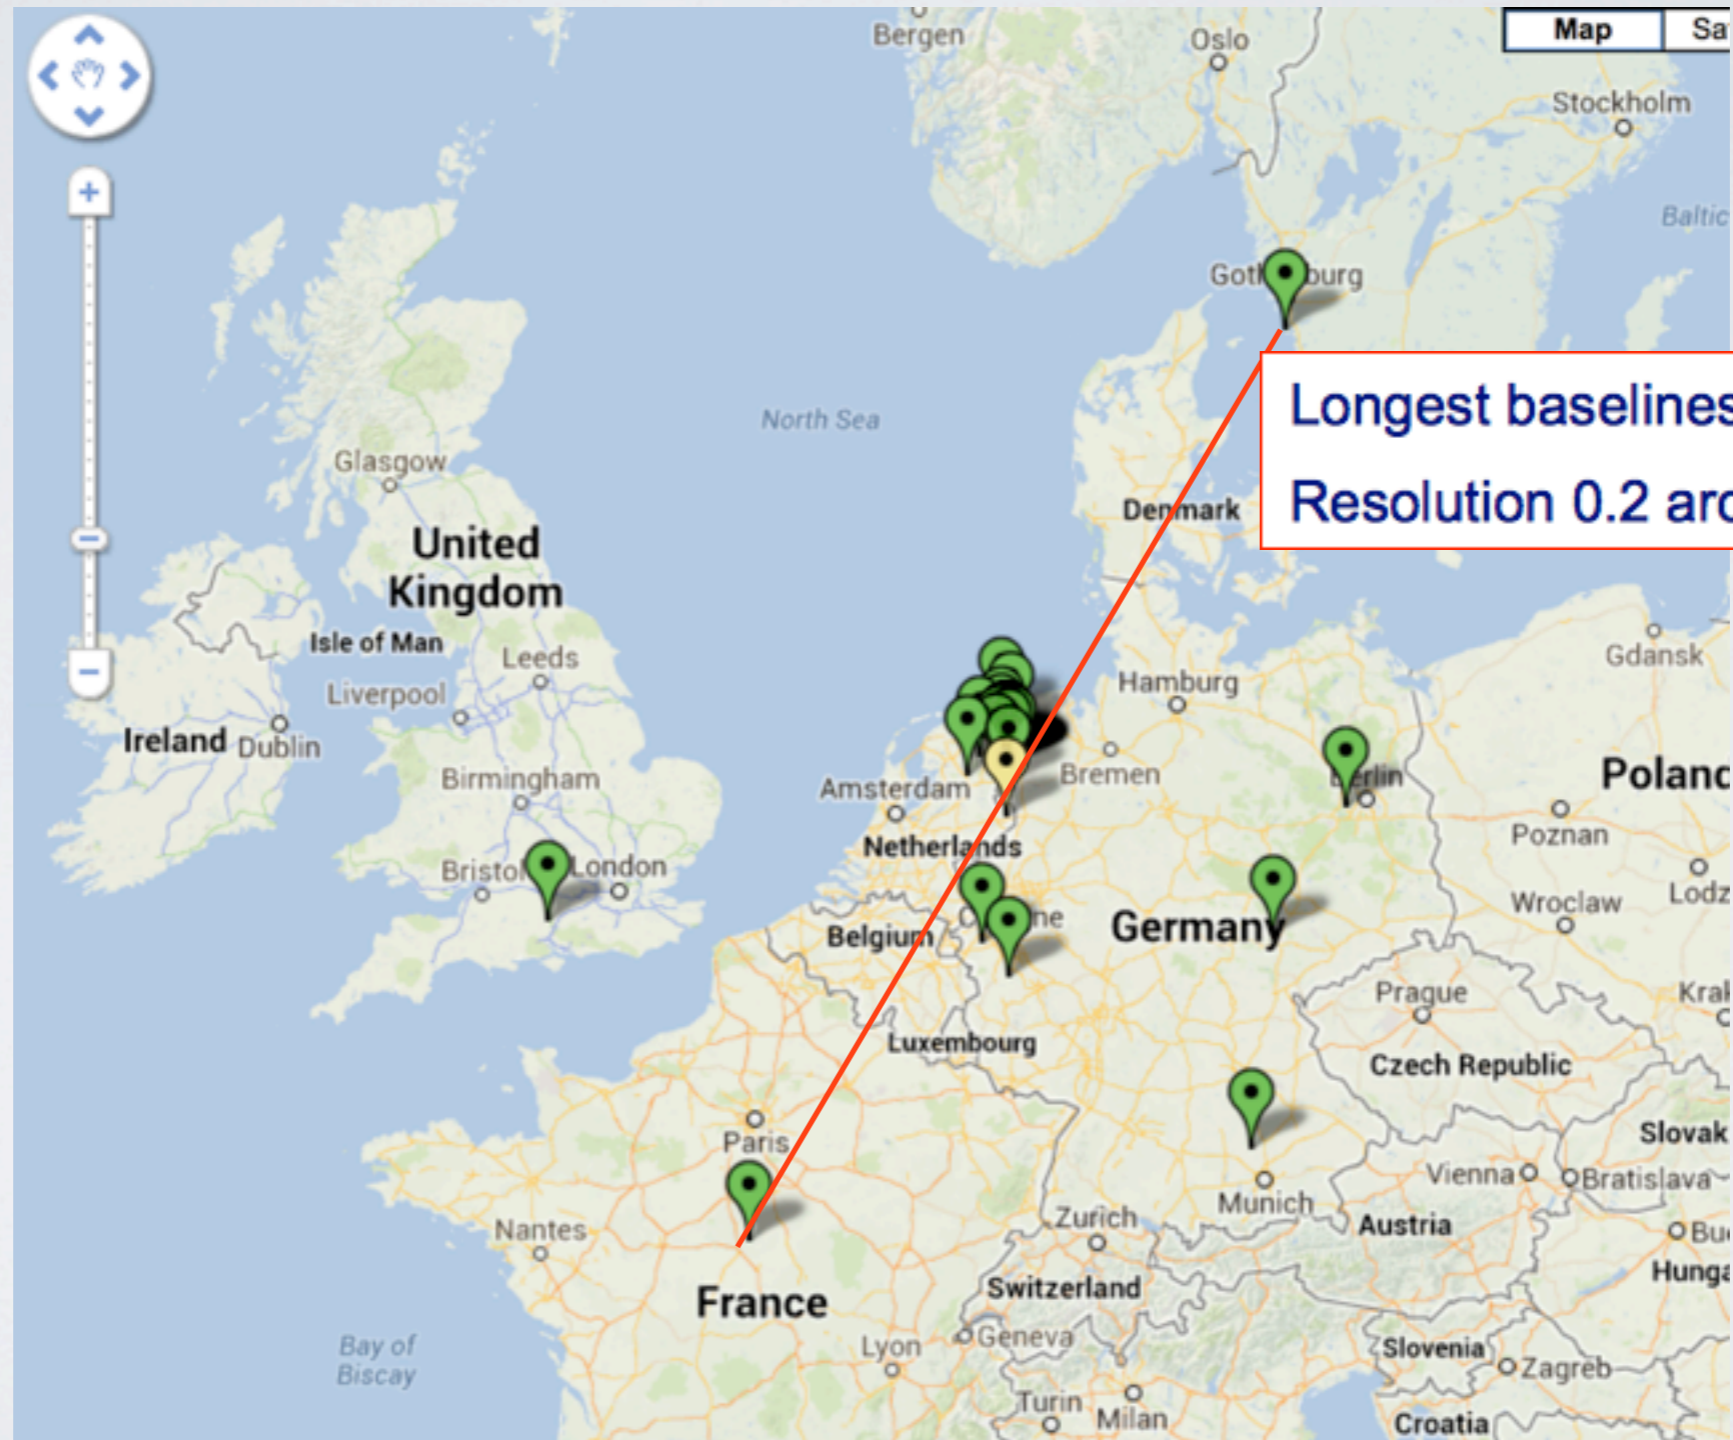 Map
Sa
Bergen
Oslo
Stockholm
Baltic
Longest baselines
Resolution 0.2 arc
North Sea
Glasgow
Denmark
United
Kingdom
Isle of Man
Leeds
Liverpool
Ireland
Dublin
Birmingham
Hamburg
Gdansk
Amsterdam
Bremen
Poland
Netherlands
Poznan
London
Wroclaw
Lodz
Belgium
Germany
Prague
Luxembourg
Czech Republic
Paris
Slovak
Vienna
Bratislava
Munich
Nantes
Zurich
Austria
Bu
Hunga
Switzerland
France
Geneva
Bay of
Biscay
Lyon
Slovenia
Zagreb
Turin
Milan
Croatia